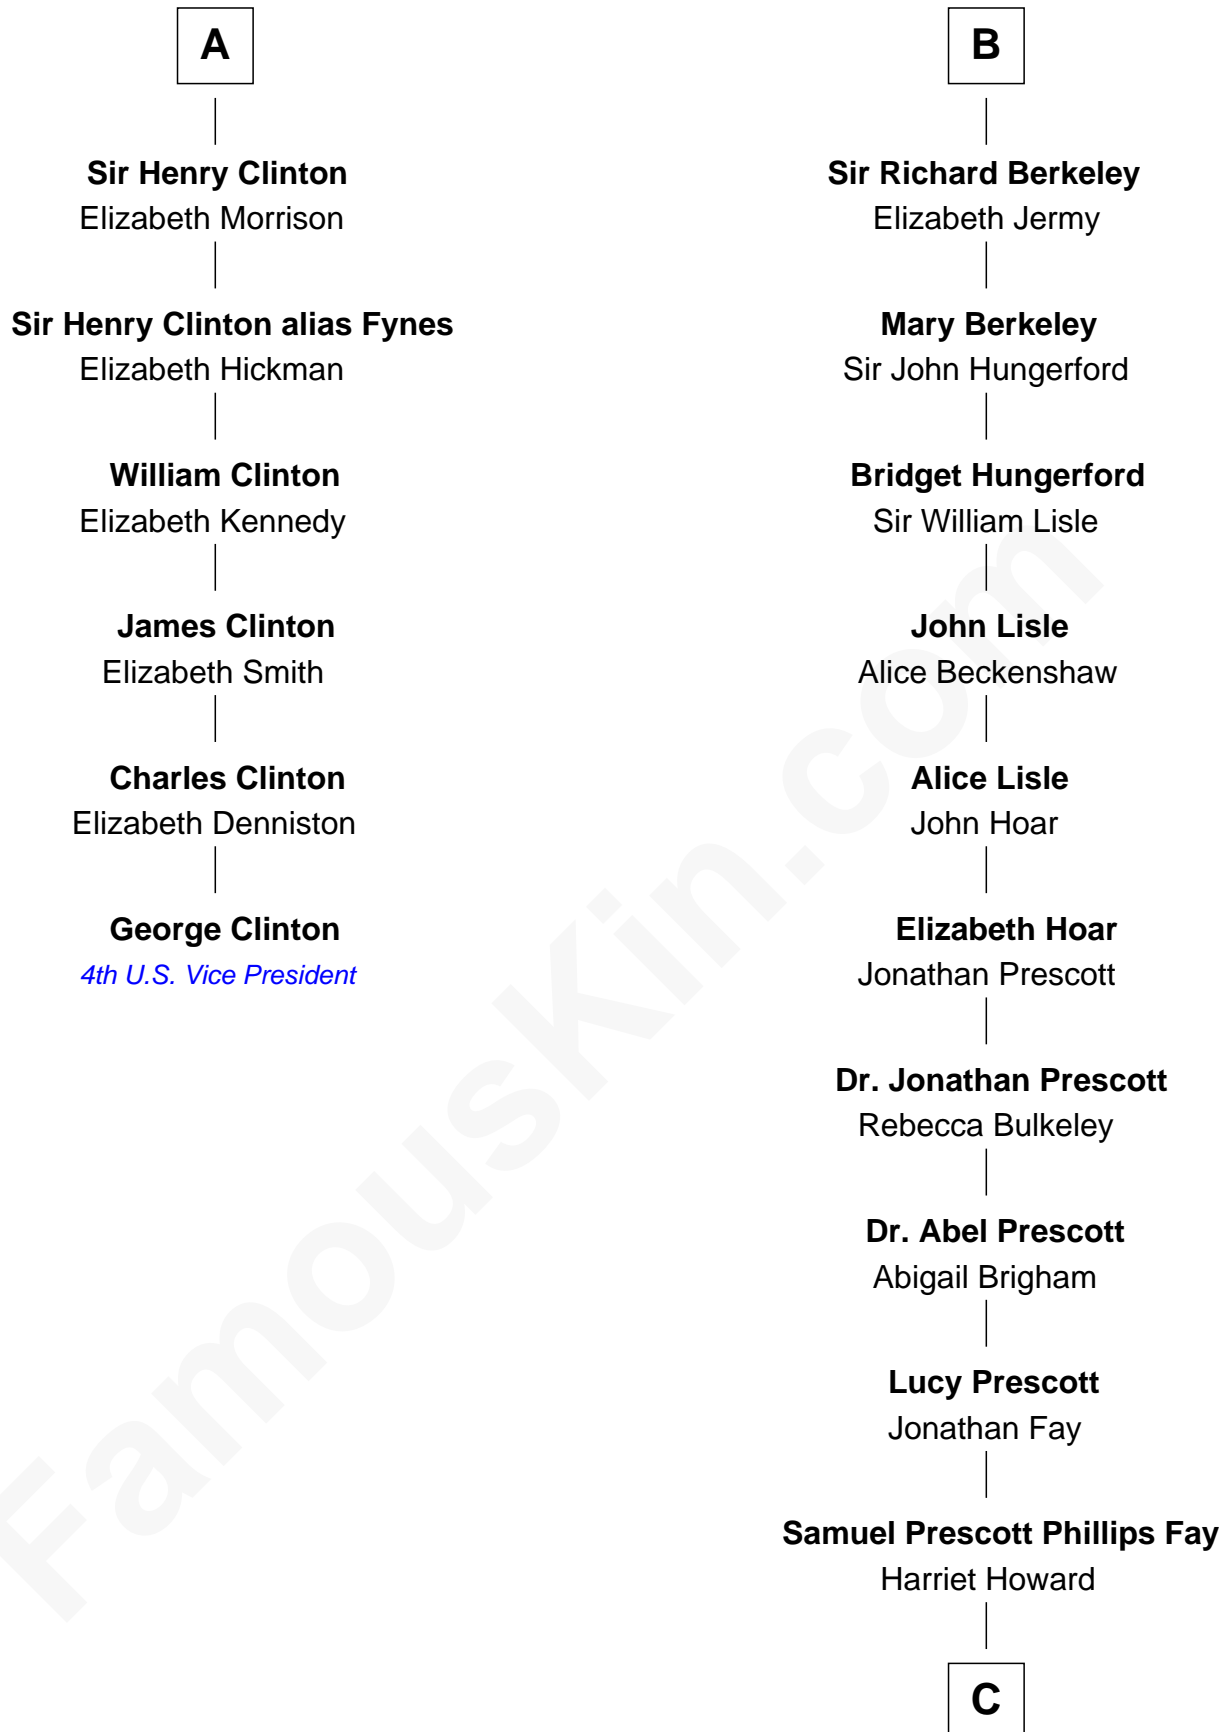 A
Sir Henry Clinton
Elizabeth Morrison
Sir Henry Clinton alias Fynes
Elizabeth Hickman
William Clinton
Elizabeth Kennedy
James Clinton
Elizabeth Smith
Charles Clinton
Elizabeth Denniston
George Clinton
4th U.S. Vice President
B
Sir Richard Berkeley
Elizabeth Jermy
Mary Berkeley
Sir John Hungerford
Bridget Hungerford
Sir William Lisle
John Lisle
Alice Beckenshaw
Alice Lisle
John Hoar
Elizabeth Hoar
Jonathan Prescott
Dr. Jonathan Prescott
Rebecca Bulkeley
Dr. Abel Prescott
Abigail Brigham
Lucy Prescott
Jonathan Fay
Samuel Prescott Phillips Fay
Harriet Howard
C
FamousKin.com